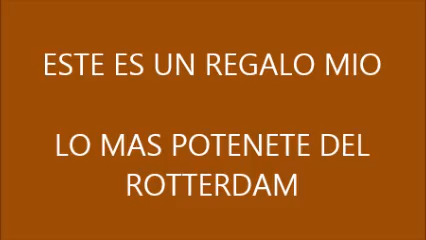 ESTE ES UN REGALO MIO
LO MAS POTENETE DEL
ROTTERDAM